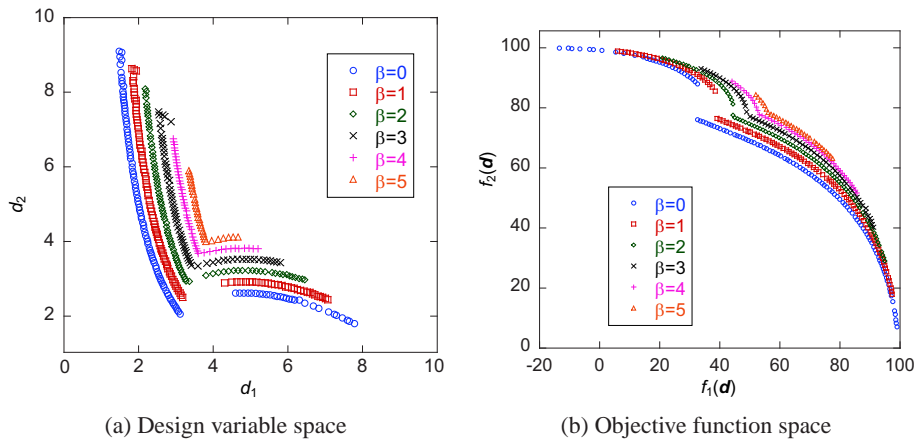 10
8
6
4
2
d2
0
2
4
6
8
10
d1
β=0
β=1
β=2
β=3
β=4
β=5
(a) Design variable space
100
80
60
40
20
0
f2(d)
-20
0
20
40
60
80
100
f1(d)
β=0
β=1
β=2
β=3
β=4
β=5
(b) Objective function space